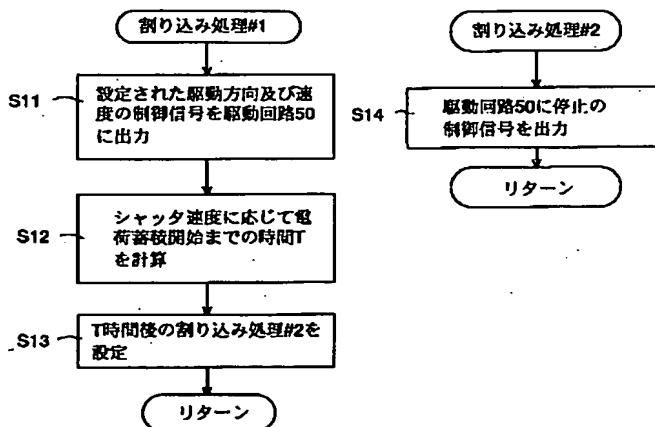 割り込み処理#1
S11
設定された駆動方向及び速
度の制御信号を駆動回路50
に出力
S12
シャッタ速度に応じて電
荷蓄積開始までの時間T
を計算
S13
T時間後の割り込み処理#2を
設定
リターン
割り込み処理#2
S14
駆動回路50に停止の
制御信号を出力
リターン